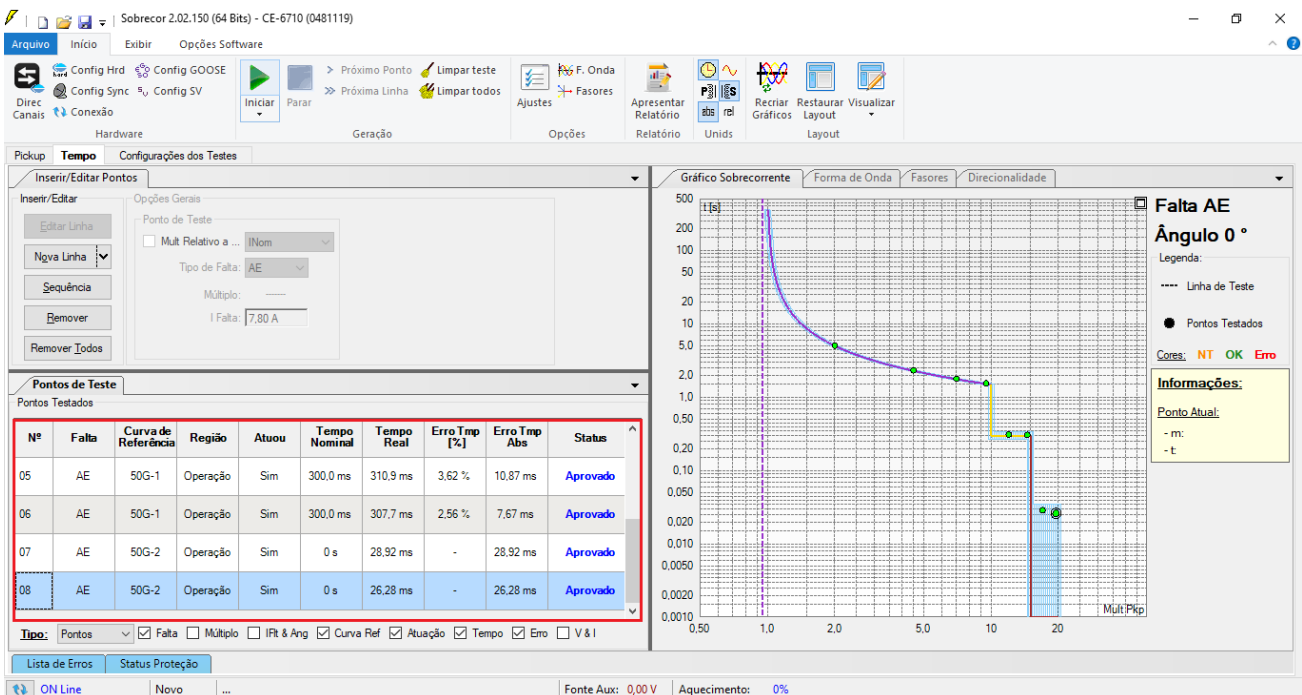 Sobrecor 2.02.150 (64 Bits) - CE-6710 (0481119)
Arquivo Início Exibir Opções Software
Config Hrd Config GOOSE
Config Sync Config SV
Direc Canais Conexão
Hardware
Iniciar Parar
Próximo Ponto Limpar teste
Próxima Linha Limpar todos
Geração
Ajustes F. Onda
Fasores
Opções
Apresentar Relatório
Relatório
abs rel
Unids
Recriar Gráficos Restaurar Layout Visualizar
Layout
Pickup Tempo Configurações dos Testes
Inserir/Editar Pontos
Inserir/Editar
Editar Linha
Nova Linha
Sequência
Remover
Remover Todos
Opções Gerais
Ponto de Teste
Mult Relativo a ... INom
Tipo de Falta: AE
Múltiplo: ----
I Falta: 7,80 A
Pontos de Teste
Pontos Testados
Nº Falta Curva de Referência Região Atuou Tempo Nominal Tempo Real Erro Tmp [%] Erro Tmp Abs Status
05 AE 50G-1 Operação Sim 300,0 ms 310,9 ms 3,62 % 10,87 ms Aprovado
06 AE 50G-1 Operação Sim 300,0 ms 307,7 ms 2,56 % 7,67 ms Aprovado
07 AE 50G-2 Operação Sim 0 s 28,92 ms - 28,92 ms Aprovado
08 AE 50G-2 Operação Sim 0 s 26,28 ms - 26,28 ms Aprovado
Tipo: Pontos Falta Múltiplo IFlt & Ang Curva Ref Atuação Tempo Erro V & I
Lista de Erros Status Proteção
Gráfico Sobrecorrente Forma de Onda Fasores Direcionalidade
t[s]
500
200
100
50
20
10
5,0
2,0
1,0
0,50
0,20
0,10
0,050
0,020
0,010
0,0050
0,0020
0,0010
0,50 1,0 2,0 5,0 10 20
Mult Pkp
Falta AE
Ângulo 0 °
Legenda:
---- Linha de Teste
Pontos Testados
Cores: NT OK Erro
Informações:
Ponto Atual:
- m:
- t
ON Line Novo ... Fonte Aux: 0,00 V Aquecimento: 0%